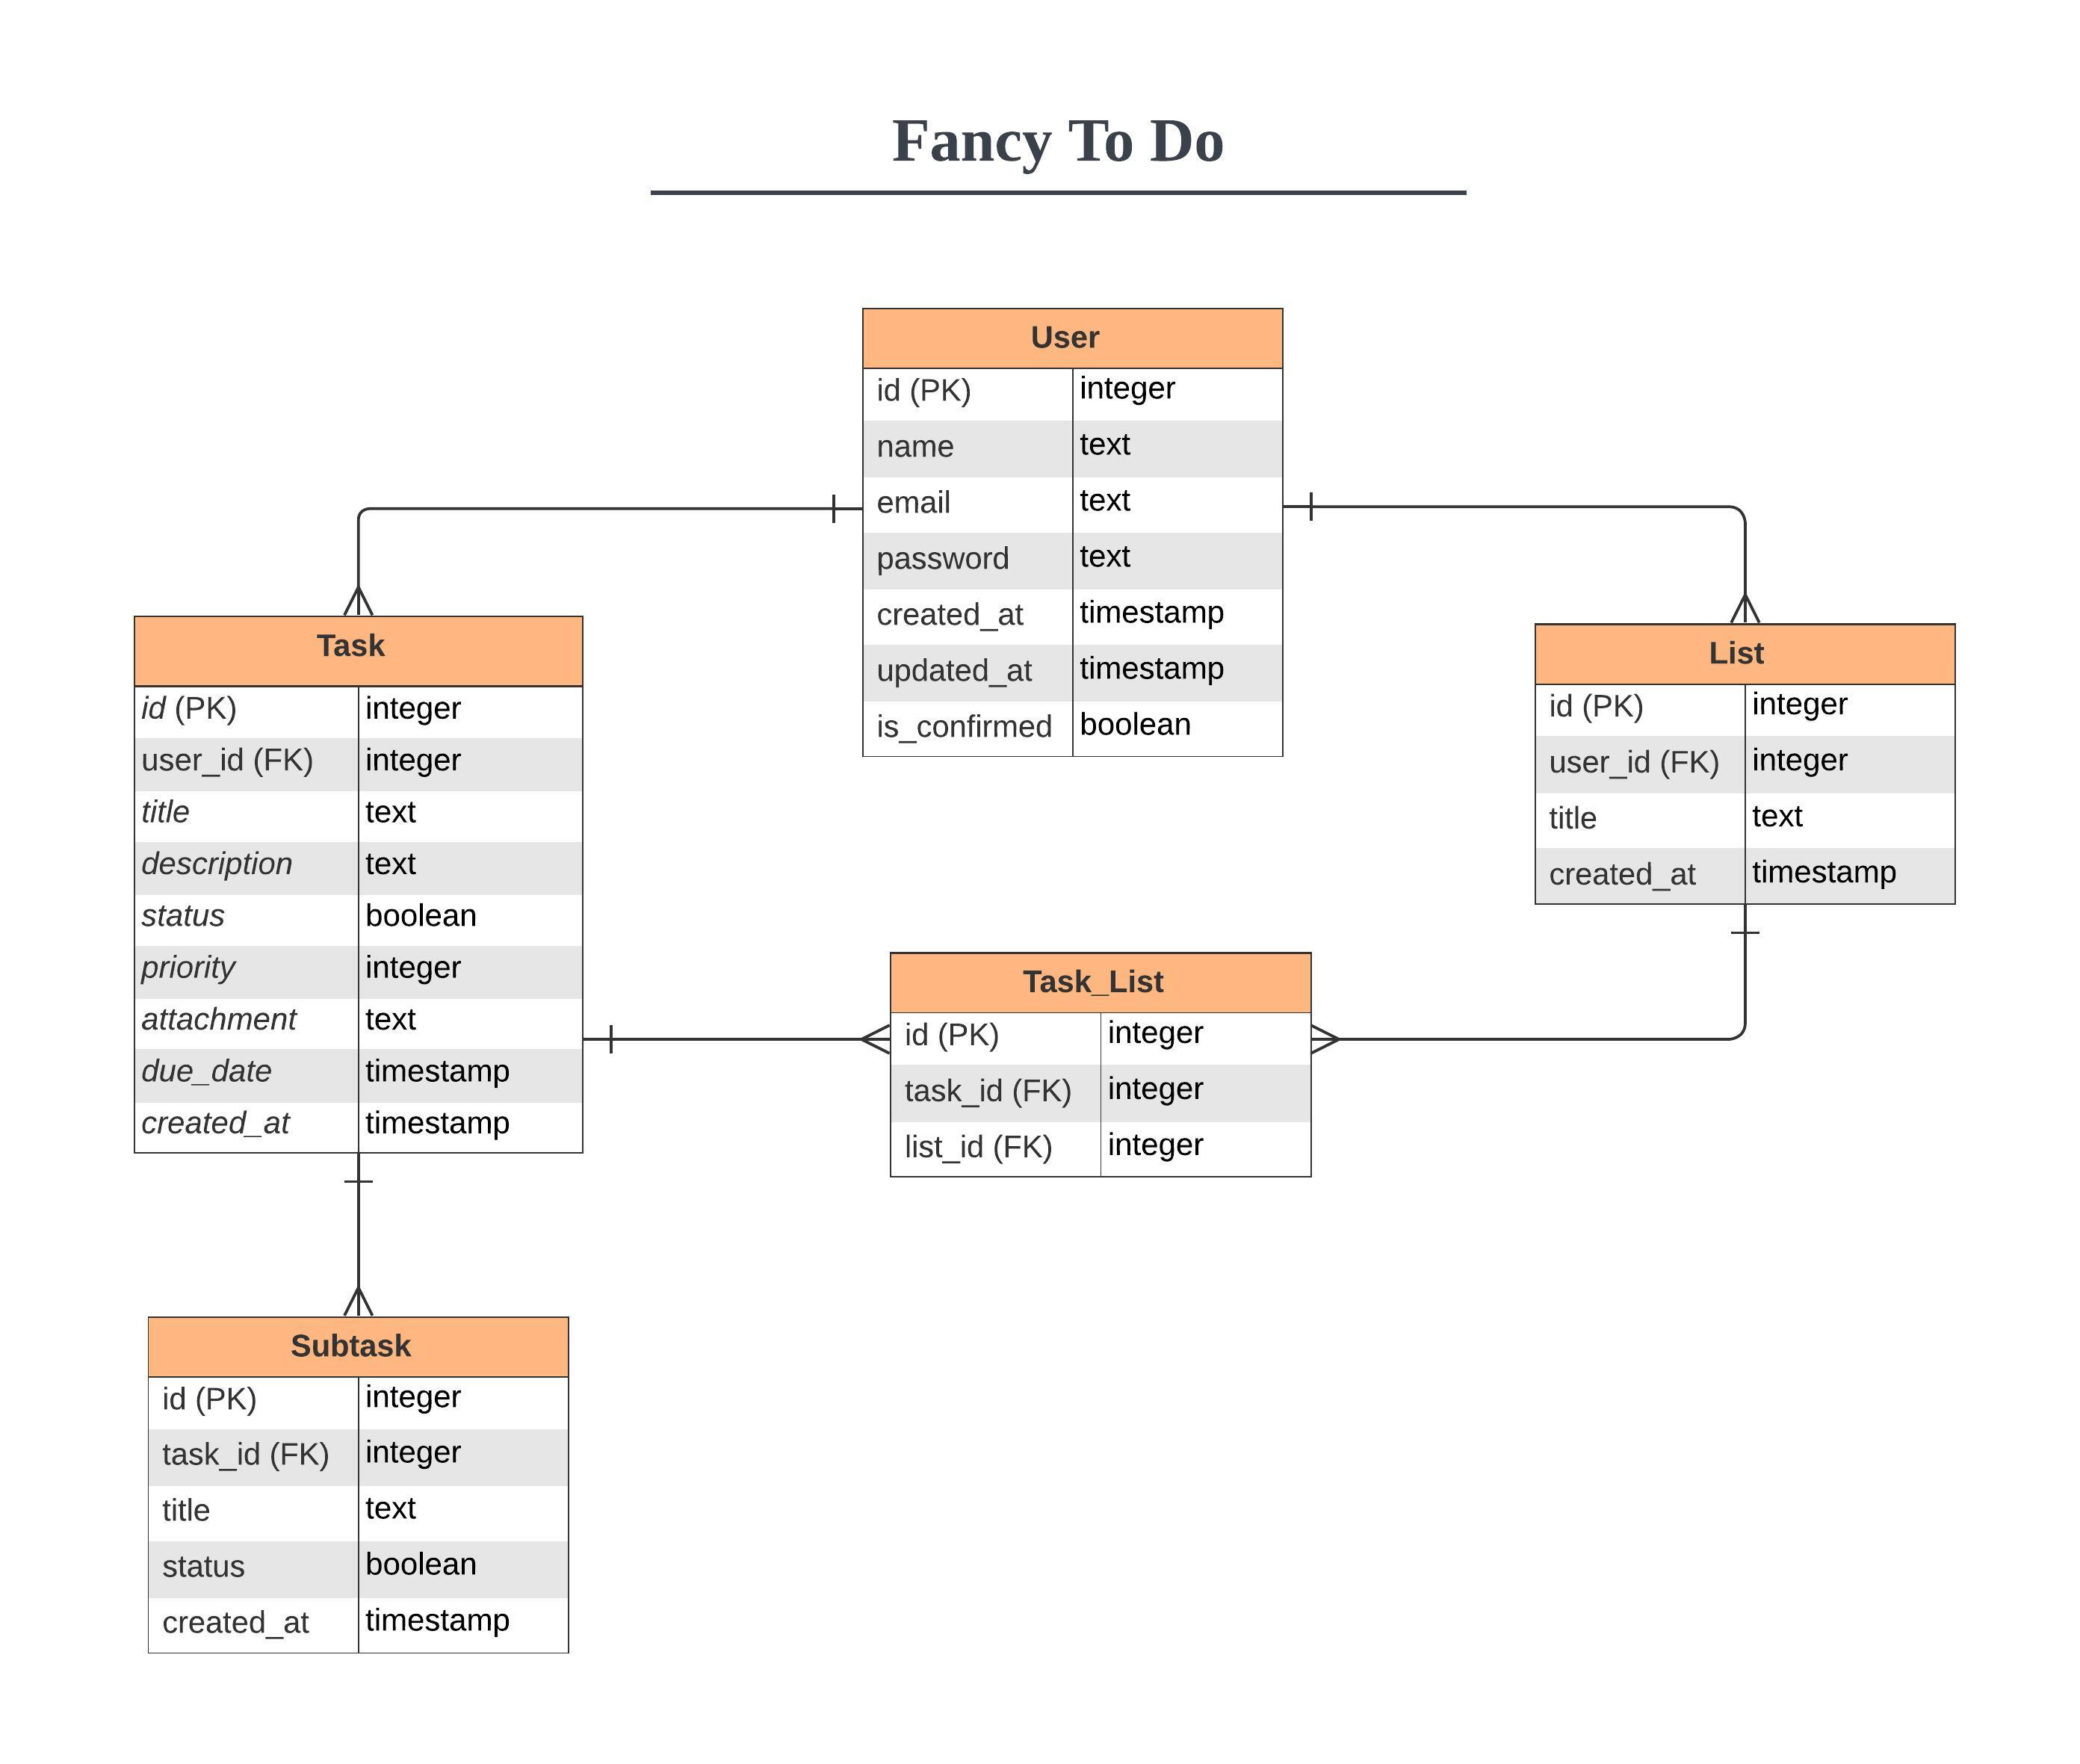 Fancy To Do
User
id (PK) integer
name text
email text
password text
created_at timestamp
updated_at timestamp
is_confirmed boolean
Task
id (PK) integer
user_id (FK) integer
title text
description text
status boolean
priority integer
attachment text
due_date timestamp
created_at timestamp
List
id (PK) integer
user_id (FK) integer
title text
created_at timestamp
Task_List
id (PK) integer
task_id (FK) integer
list_id (FK) integer
Subtask
id (PK) integer
task_id (FK) integer
title text
status boolean
created_at timestamp